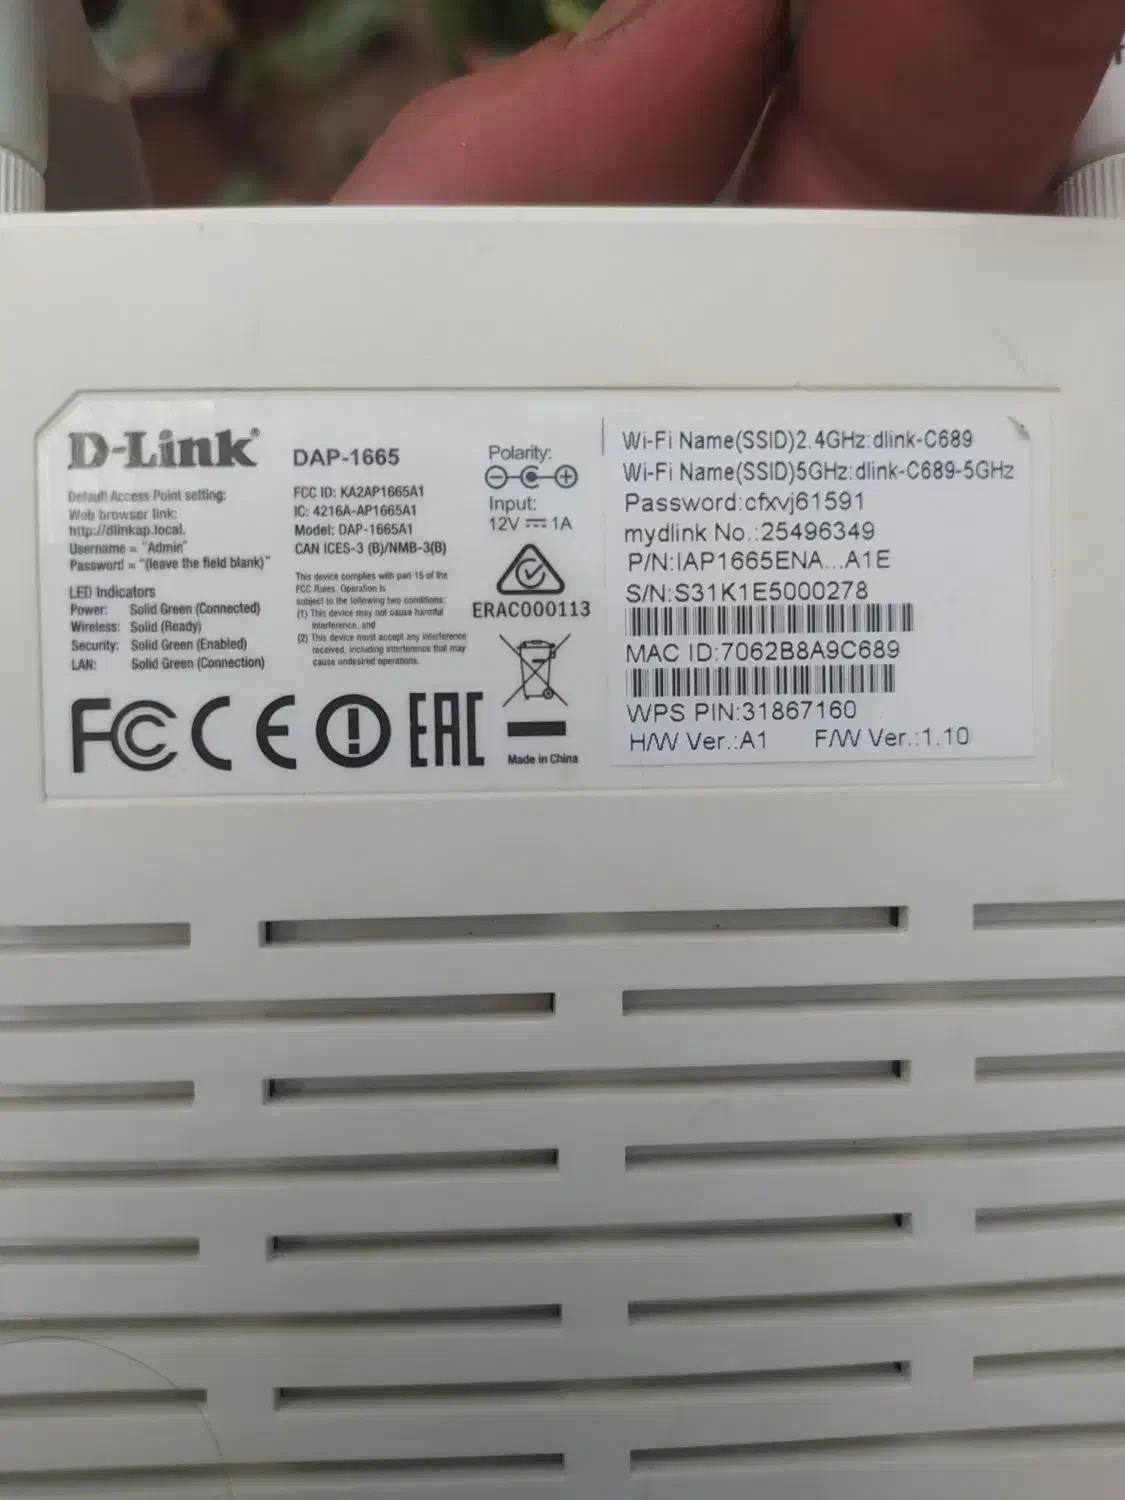 D-Link®
Default Access Point setting:
Web browser link:
http://dlinkap.local.
Username = "Admin"
Password = "(leave the field blank)"
LED Indicators
Power: Solid Green (Connected)
Wireless: Solid (Ready)
Security: Solid Green (Enabled)
LAN: Solid Green (Connection)
DAP-1665
FCC ID: KA2AP1665A1
IC: 4216A-AP1665A1
Model: DAP-1665A1
CAN ICES-3 (B)/NMB-3(B)
This device complies with part 15 of the
FCC Rules. Operation is
subject to the following two conditions:
(1) This device may not cause harmful
interference, and
(2) This device must accept any interference
received, including interference that may
cause undesired operations.
FC CE EAC
Polarity:
Input:
12V ⎓ 1A
ERAC000113
Made in China
Wi-Fi Name(SSID)2.4GHz:dlink-C689
Wi-Fi Name(SSID)5GHz:dlink-C689-5GHz
Password:cfxvj61591
mydlink No.:25496349
P/N:IAP1665ENA...A1E
S/N:S31K1E5000278
MAC ID:7062B8A9C689
WPS PIN:31867160
H/W Ver.:A1 F/W Ver.:1.10